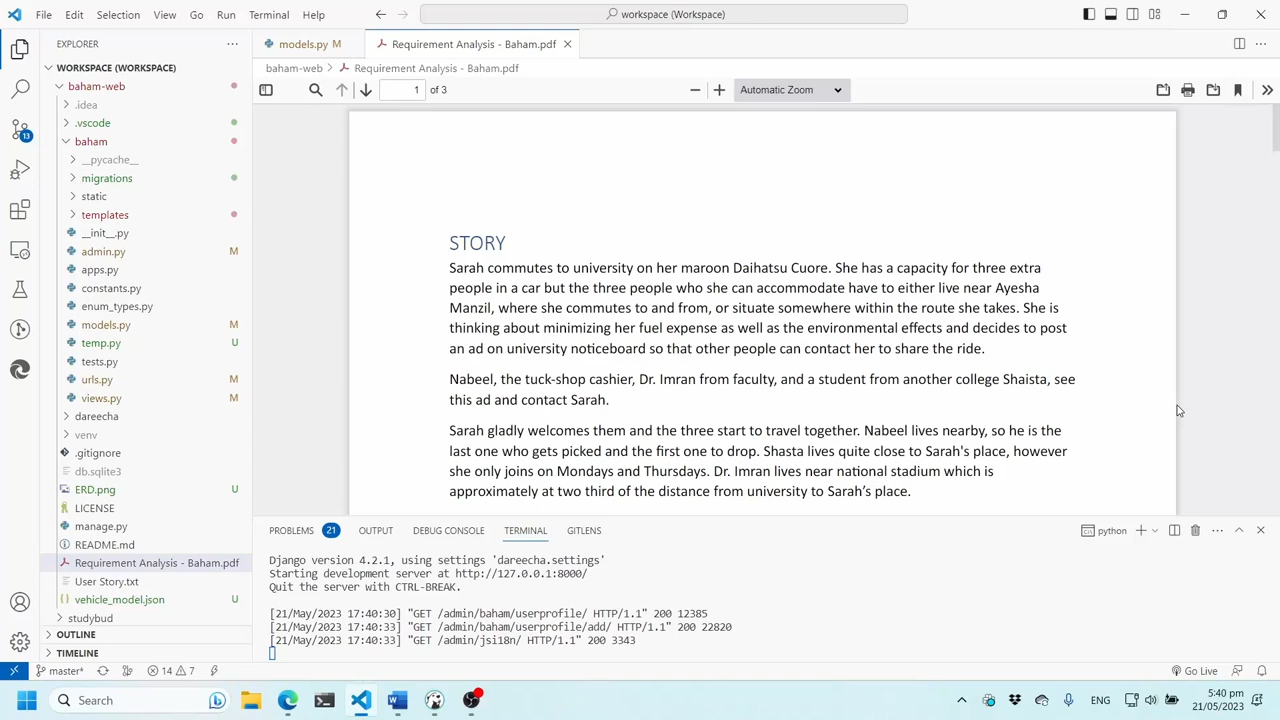 File Edit Selection View Go Run Terminal Help
workspace (Workspace)
EXPLORER
models.py M
Requirement Analysis - Baham.pdf
WORKSPACE (WORKSPACE)
baham-web > Requirement Analysis - Baham.pdf
baham-web
1 of 3
Automatic Zoom
.idea
.vscode
baham
__pycache__
migrations
static
templates
__init__.py
admin.py M
apps.py
constants.py
enum_types.py
models.py M
temp.py U
tests.py
urls.py M
views.py M
dareecha
venv
.gitignore
db.sqlite3
ERD.png U
LICENSE
manage.py
README.md
Requirement Analysis - Baham.pdf
User Story.txt
vehicle_model.json U
studybud
OUTLINE
TIMELINE
13
STORY
Sarah commutes to university on her maroon Daihatsu Cuore. She has a capacity for three extra
people in a car but the three people who she can accommodate have to either live near Ayesha
Manzil, where she commutes to and from, or situate somewhere within the route she takes. She is
thinking about minimizing her fuel expense as well as the environmental effects and decides to post
an ad on university noticeboard so that other people can contact her to share the ride.
Nabeel, the tuck-shop cashier, Dr. Imran from faculty, and a student from another college Shaista, see
this ad and contact Sarah.
Sarah gladly welcomes them and the three start to travel together. Nabeel lives nearby, so he is the
last one who gets picked and the first one to drop. Shasta lives quite close to Sarah's place, however
she only joins on Mondays and Thursdays. Dr. Imran lives near national stadium which is
approximately at two third of the distance from university to Sarah’s place.
PROBLEMS 21 OUTPUT DEBUG CONSOLE TERMINAL GITLENS
python
Django version 4.2.1, using settings 'dareecha.settings'
Starting development server at http://127.0.0.1:8000/
Quit the server with CTRL-BREAK.
[21/May/2023 17:40:30] "GET /admin/baham/userprofile/ HTTP/1.1" 200 12385
[21/May/2023 17:40:33] "GET /admin/baham/userprofile/add/ HTTP/1.1" 200 22820
[21/May/2023 17:40:33] "GET /admin/jsi18n/ HTTP/1.1" 200 3343
master* 14 7
Go Live
Search
ENG
5:40 pm
21/05/2023